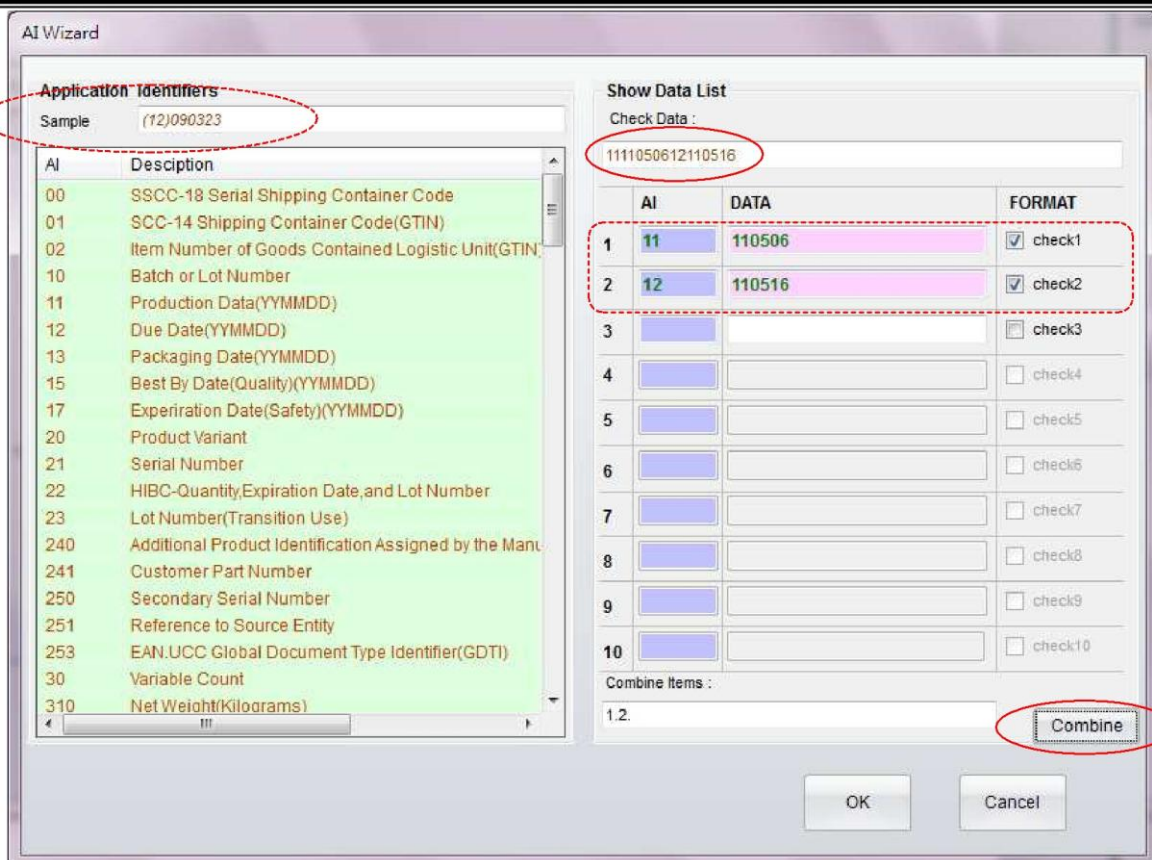 AI Wizard
Application Identifiers
Sample (12)090323
AI Desciption
00 SSCC-18 Serial Shipping Container Code
01 SCC-14 Shipping Container Code(GTIN)
02 Item Number of Goods Contained Logistic Unit(GTIN)
10 Batch or Lot Number
11 Production Data(YYMMDD)
12 Due Date(YYMMDD)
13 Packaging Date(YYMMDD)
15 Best By Date(Quality)(YYMMDD)
17 Experiration Date(Safety)(YYMMDD)
20 Product Variant
21 Serial Number
22 HIBC-Quantity,Expiration Date,and Lot Number
23 Lot Number(Transition Use)
240 Additional Product Identification Assigned by the Manu
241 Customer Part Number
250 Secondary Serial Number
251 Reference to Source Entity
253 EAN.UCC Global Document Type Identifier(GDTI)
30 Variable Count
310 Net Weight(Kilograms)
Show Data List
Check Data :
1111050612110516
AI DATA FORMAT
1 11 110506 check1
2 12 110516 check2
3 check3
4 check4
5 check5
6 check6
7 check7
8 check8
9 check9
10 check10
Combine Items :
1.2.
Combine
OK Cancel